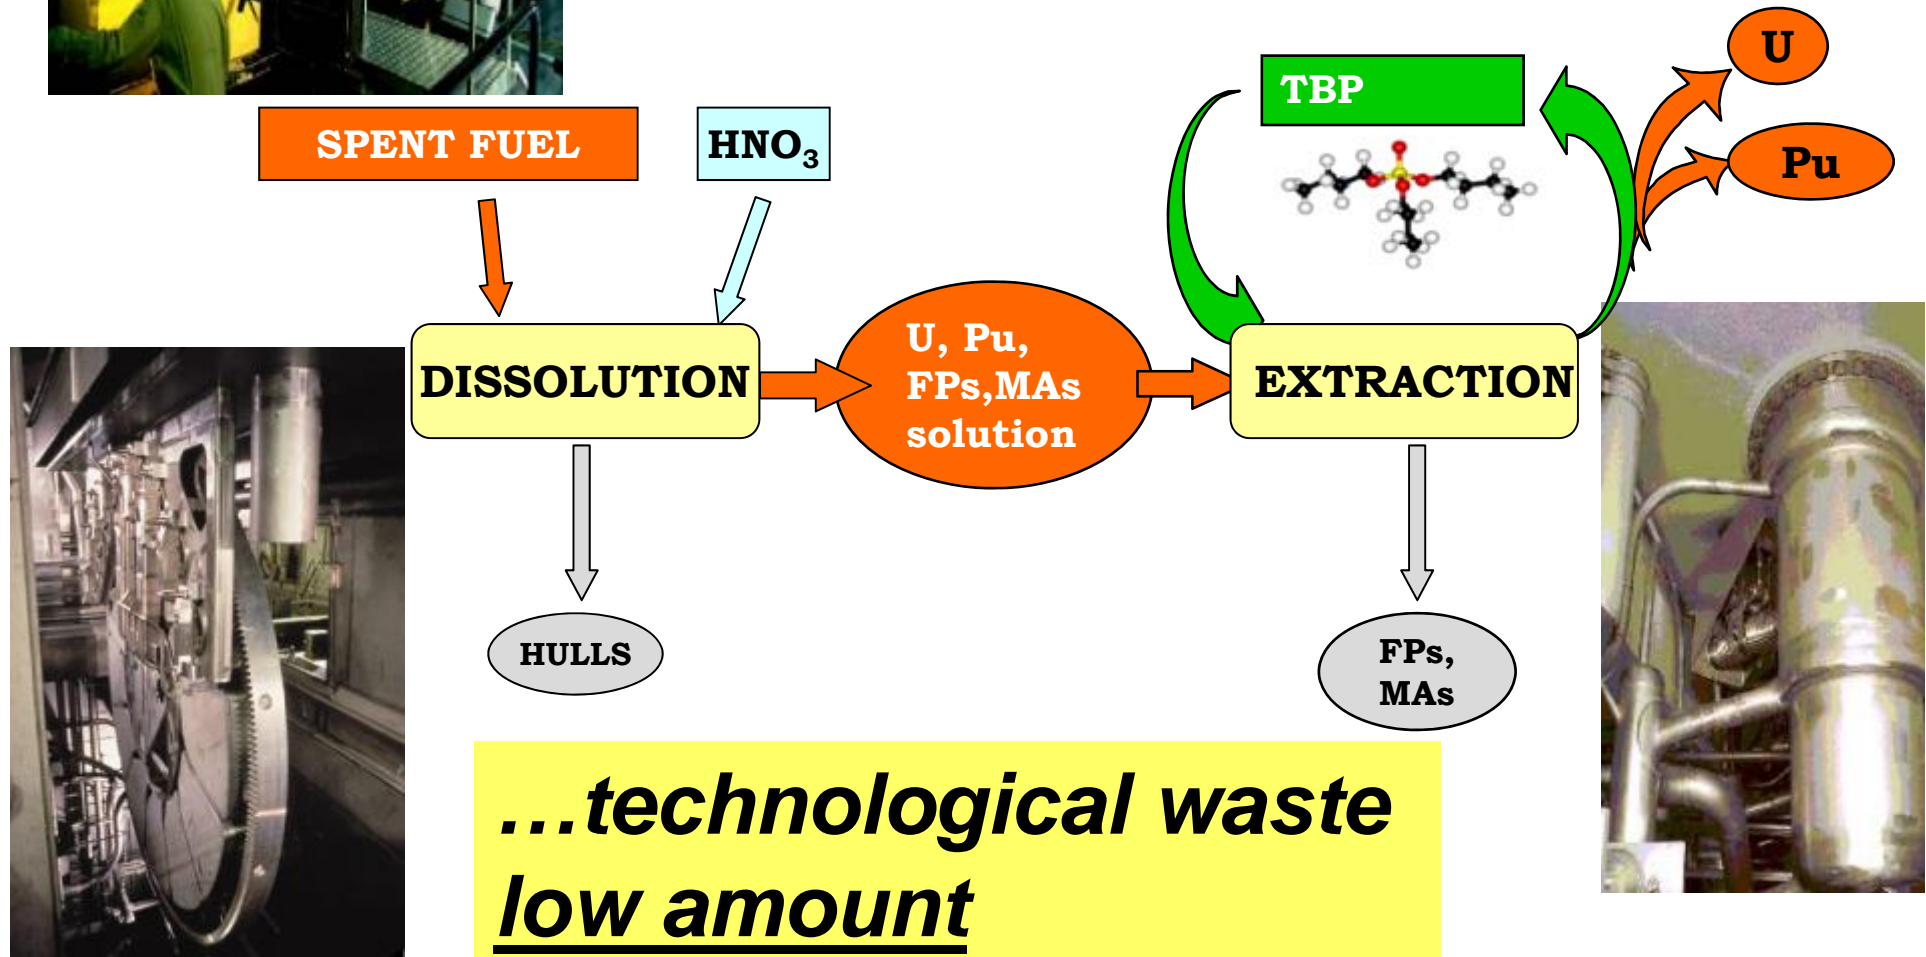 U
TBP
SPENT FUEL
HNO₃
Pu
U, Pu,
FPs,MAs
solution
DISSOLUTION
EXTRACTION
HULLS
FPs,
MAs
...technological waste
low amount